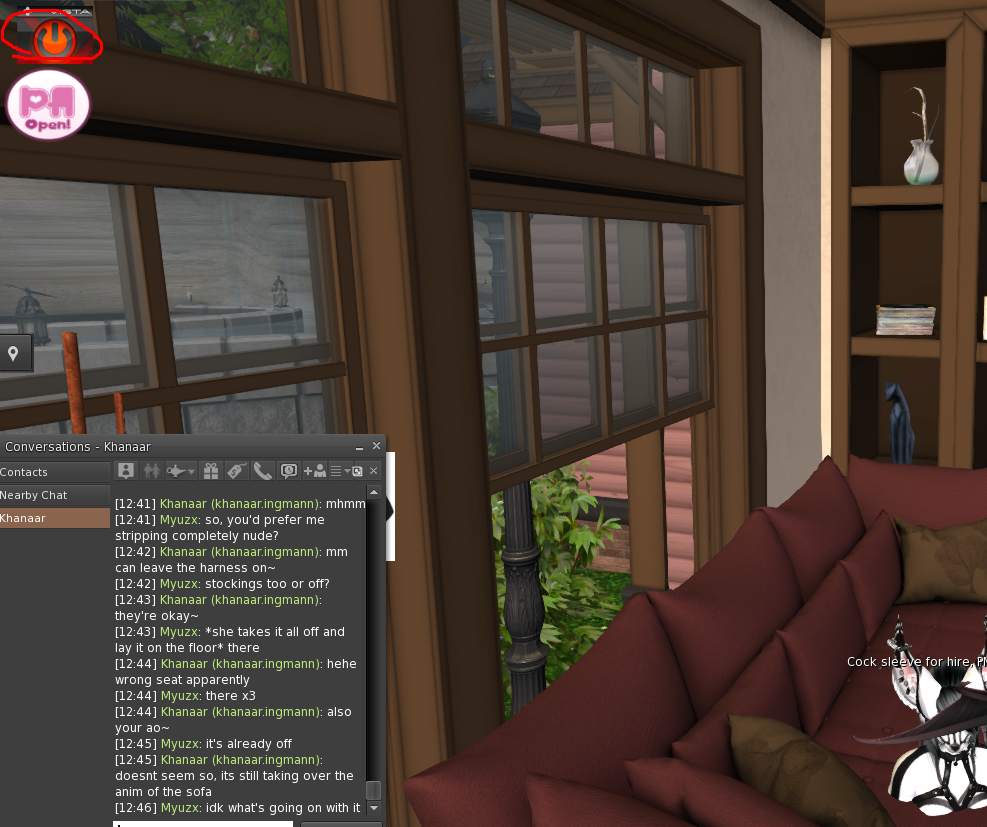 VISTA
PA
Open!
Conversations - Khanaar
Contacts
Nearby Chat
Khanaar
[12:41] Khanaar (khanaar.ingmann): mhmm
[12:41] Myuzx: so, you'd prefer me
stripping completely nude?
[12:42] Khanaar (khanaar.ingmann): mm
can leave the harness on~
[12:42] Myuzx: stockings too or off?
[12:43] Khanaar (khanaar.ingmann):
they're okay~
[12:43] Myuzx: *she takes it all off and
lay it on the floor* there
[12:44] Khanaar (khanaar.ingmann): hehe
wrong seat apparently
[12:44] Myuzx: there x3
[12:44] Khanaar (khanaar.ingmann): also
your ao~
[12:45] Myuzx: it's already off
[12:45] Khanaar (khanaar.ingmann):
doesnt seem so, its still taking over the
anim of the sofa
[12:46] Myuzx: idk what's going on with it
Cock sleeve for hire, PM